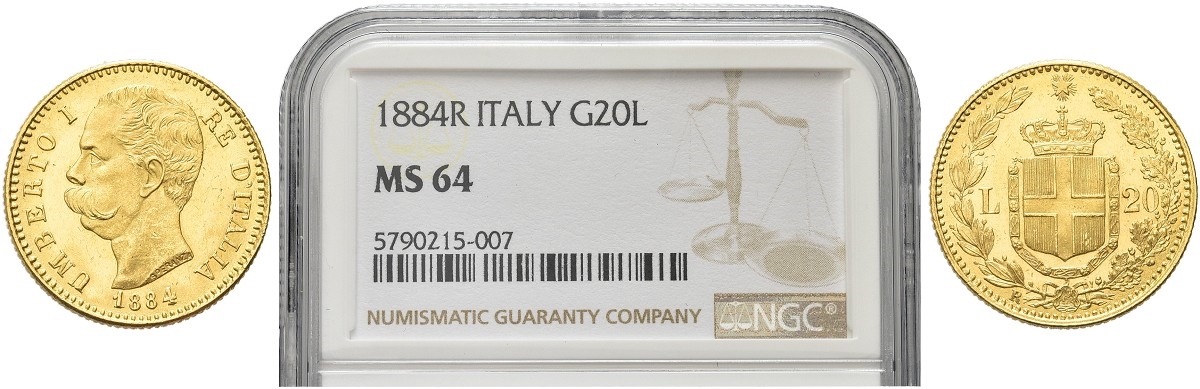 UMBERTO I RE D'ITALIA
1884
1884R ITALY G20L
MS 64
5790215-007
NUMISMATIC GUARANTY COMPANY
NGC®
L 20
R